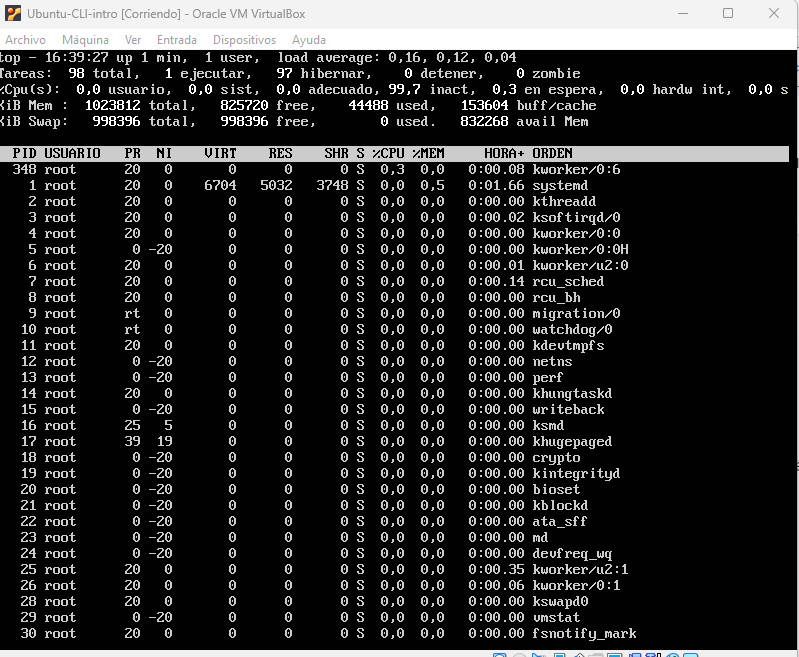 Ubuntu-CLI-intro [Corriendo] - Oracle VM VirtualBox
Archivo Máquina Ver Entrada Dispositivos Ayuda
top - 16:39:27 up 1 min, 1 user, load average: 0,16, 0,12, 0,04
Tareas: 98 total, 1 ejecutar, 97 hibernar, 0 detener, 0 zombie
%Cpu(s): 0,0 usuario, 0,0 sist, 0,0 adecuado, 99,7 inact, 0,3 en espera, 0,0 hardw int, 0,0 s
KiB Mem : 1023812 total, 825720 free, 44488 used, 153604 buff/cache
KiB Swap: 998396 total, 998396 free, 0 used. 832268 avail Mem
PID USUARIO PR NI VIRT RES SHR S %CPU %MEM HORA+ ORDEN
348 root 20 0 0 0 0 S 0,3 0,0 0:00.08 kworker/0:6
1 root 20 0 6704 5032 3748 S 0,0 0,5 0:01.66 systemd
2 root 20 0 0 0 0 S 0,0 0,0 0:00.00 kthreadd
3 root 20 0 0 0 0 S 0,0 0,0 0:00.02 ksoftirqd/0
4 root 20 0 0 0 0 S 0,0 0,0 0:00.00 kworker/0:0
5 root 0 -20 0 0 0 S 0,0 0,0 0:00.00 kworker/0:0H
6 root 20 0 0 0 0 S 0,0 0,0 0:00.01 kworker/u2:0
7 root 20 0 0 0 0 S 0,0 0,0 0:00.14 rcu_sched
8 root 20 0 0 0 0 S 0,0 0,0 0:00.00 rcu_bh
9 root rt 0 0 0 0 S 0,0 0,0 0:00.00 migration/0
10 root rt 0 0 0 0 S 0,0 0,0 0:00.00 watchdog/0
11 root 20 0 0 0 0 S 0,0 0,0 0:00.00 kdevtmpfs
12 root 0 -20 0 0 0 S 0,0 0,0 0:00.00 netns
13 root 0 -20 0 0 0 S 0,0 0,0 0:00.00 perf
14 root 20 0 0 0 0 S 0,0 0,0 0:00.00 khungtaskd
15 root 0 -20 0 0 0 S 0,0 0,0 0:00.00 writeback
16 root 25 5 0 0 0 S 0,0 0,0 0:00.00 ksmd
17 root 39 19 0 0 0 S 0,0 0,0 0:00.00 khugepaged
18 root 0 -20 0 0 0 S 0,0 0,0 0:00.00 crypto
19 root 0 -20 0 0 0 S 0,0 0,0 0:00.00 kintegrityd
20 root 0 -20 0 0 0 S 0,0 0,0 0:00.00 bioset
21 root 0 -20 0 0 0 S 0,0 0,0 0:00.00 kblockd
22 root 0 -20 0 0 0 S 0,0 0,0 0:00.00 ata_sff
23 root 0 -20 0 0 0 S 0,0 0,0 0:00.00 md
24 root 0 -20 0 0 0 S 0,0 0,0 0:00.00 devfreq_wq
25 root 20 0 0 0 0 S 0,0 0,0 0:00.35 kworker/u2:1
26 root 20 0 0 0 0 S 0,0 0,0 0:00.06 kworker/0:1
28 root 20 0 0 0 0 S 0,0 0,0 0:00.00 kswapd0
29 root 0 -20 0 0 0 S 0,0 0,0 0:00.00 vmstat
30 root 20 0 0 0 0 S 0,0 0,0 0:00.00 fsnotify_mark